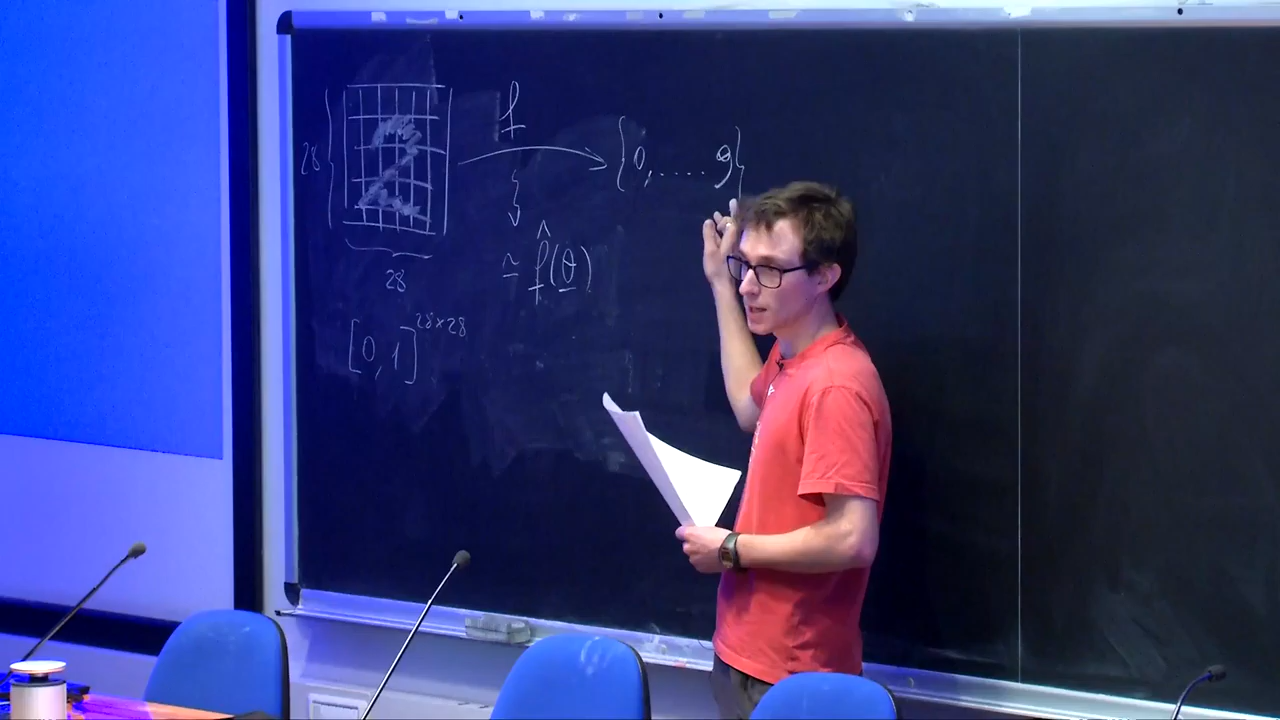 f
28 {0, .... 9}
≃ f̂(θ)
28
[0,1]^{28×28}